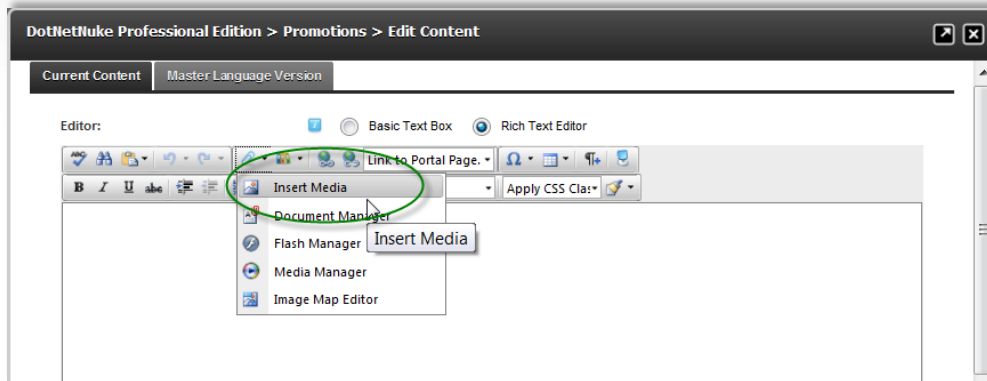 DotNetNuke Professional Edition > Promotions > Edit Content
Current Content Master Language Version
Editor: Basic Text Box Rich Text Editor
ABC Link to Portal Page. Ω ¶
B I U abc Apply CSS Clas
Insert Media
Document Manager
Insert Media
Flash Manager
Media Manager
Image Map Editor